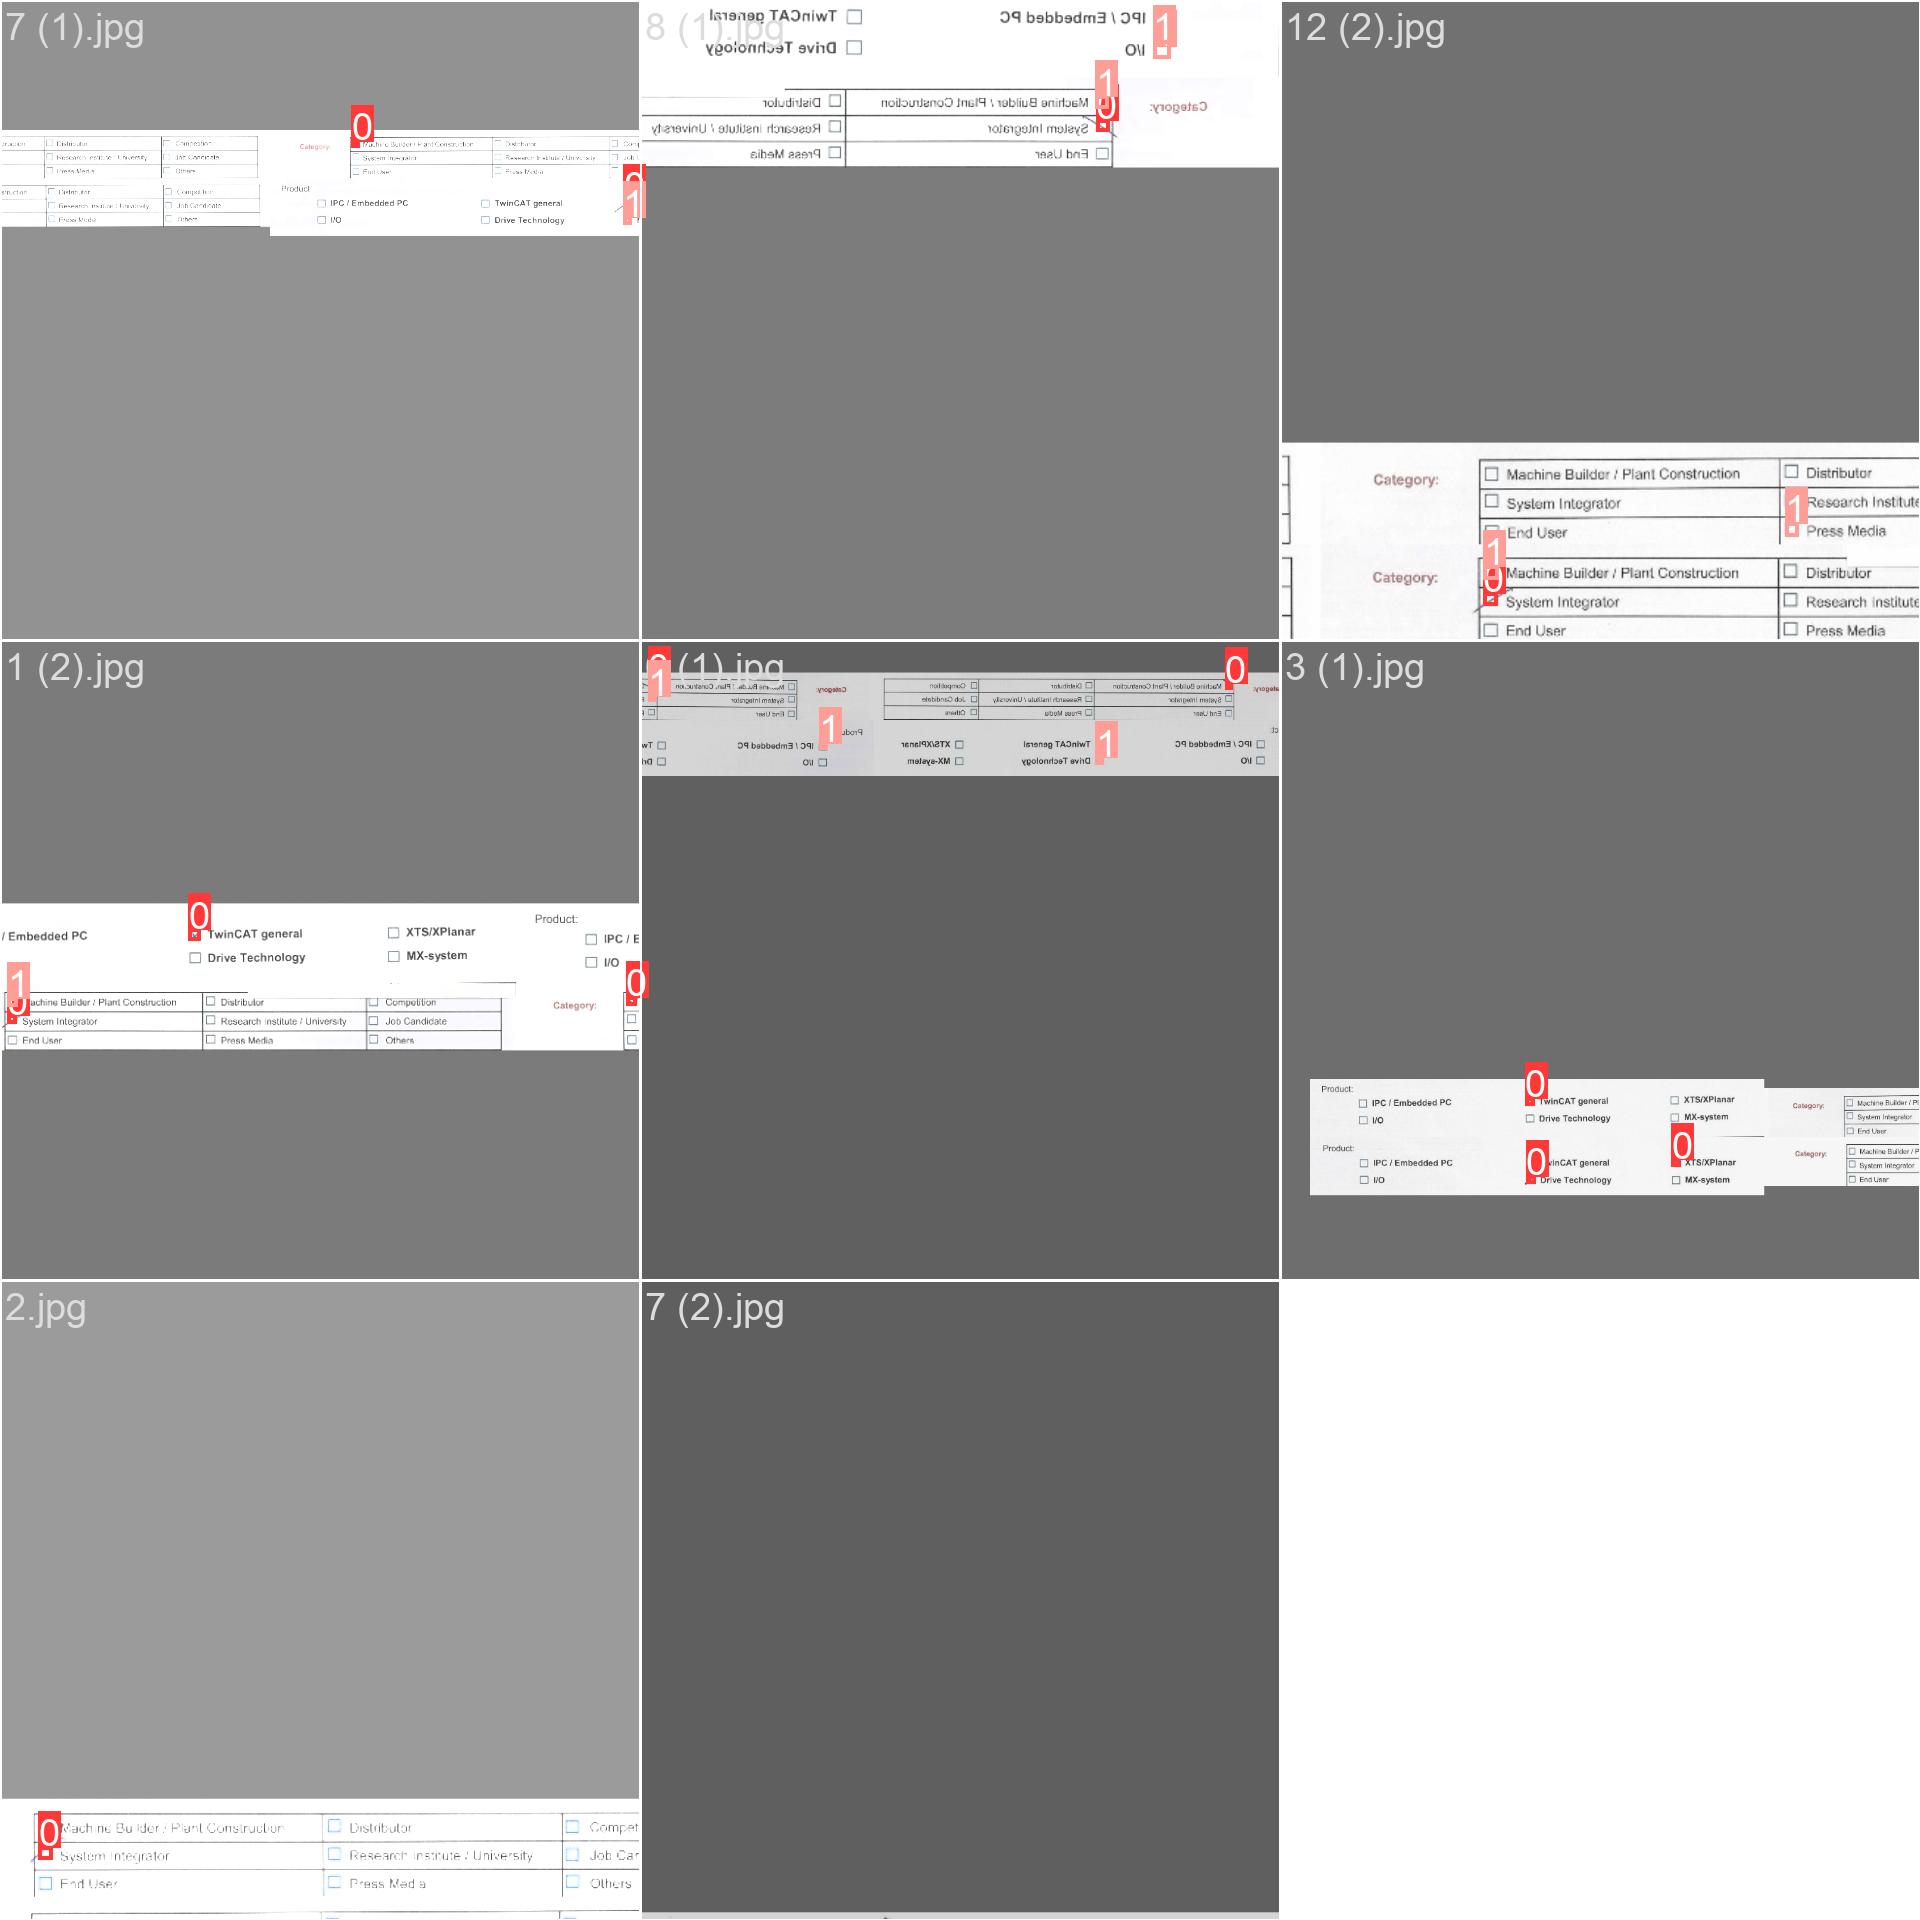 7 (1).jpg
0
Distributor
Competition
Research Institute / University
Job Candidate
Press Media
Others
Distributor
Competition
Research Institute / University
Job Candidate
Press Media
Others
Category:
Machine Builder / Plant Construction
Distributor
System Integrator
Research Institute / University
End User
Press Media
0
1
Product
IPC / Embedded PC
TwinCAT general
I/O
Drive Technology
8 (1).jpg
TwinCAT general
IPC / Embedded PC
1
Drive Technology
I/O
1
0
Distributor
Machine Builder / Plant Construction
Category:
Research Institute / University
System Integrator
Press Media
End User
12 (2).jpg
Category:
Machine Builder / Plant Construction
Distributor
System Integrator
1
Research Institute
End User
Press Media
1
0
Category:
Machine Builder / Plant Construction
Distributor
System Integrator
Research Institute
End User
Press Media
1 (2).jpg
0
Product:
/ Embedded PC
TwinCAT general
XTS/XPlanar
IPC / E
Drive Technology
MX-system
I/O
1
0
0
achine Builder / Plant Construction
Distributor
Competition
Category:
System Integrator
Research Institute / University
Job Candidate
End User
Press Media
Others
(1).jpg
0
1
0
Machine Builder / Plant Construction
Category:
Competition
Distributor
Machine Builder / Plant Construction
System Integrator
Job Candidate
Research Institute / University
System Integrator
End User
Others
Press Media
End User
1
1
IPC / Embedded PC
XTS/XPlanar
TwinCAT general
IPC / Embedded PC
I/O
MX-system
Drive Technology
I/O
3 (1).jpg
0
Product:
IPC / Embedded PC
TwinCAT general
XTS/XPlanar
I/O
Drive Technology
MX-system
Category:
Machine Builder / Pl
System Integrator
End User
0
0
Product:
IPC / Embedded PC
inCAT general
XTS/XPlanar
I/O
Drive Technology
MX-system
Category:
Machine Builder / P
System Integrator
End User
2.jpg
0
Machine Builder / Plant Construction
Distributor
Compet
System Integrator
Research Institute / University
Job Car
End User
Press Media
Others
7 (2).jpg